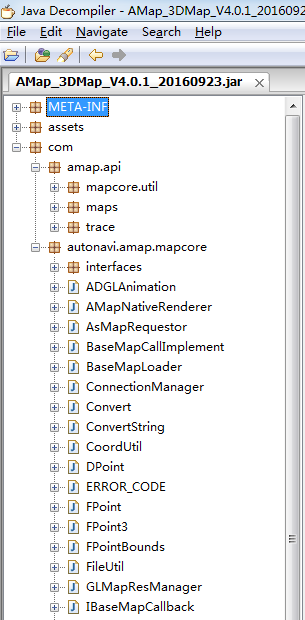 Java Decompiler - AMap_3DMap_V4.0.1_201609
File Edit Navigate Search Help
AMap_3DMap_V4.0.1_20160923.jar
META-INF
assets
com
amap.api
mapcore.util
maps
trace
autonavi.amap.mapcore
interfaces
ADGLAnimation
AMapNativeRenderer
AsMapRequestor
BaseMapCallImplement
BaseMapLoader
ConnectionManager
Convert
ConvertString
CoordUtil
DPoint
ERROR_CODE
FPoint
FPoint3
FPointBounds
FileUtil
GLMapResManager
IBaseMapCallback